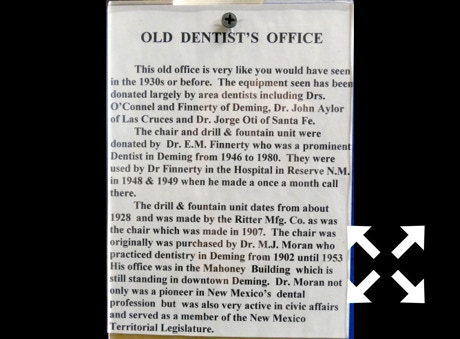 OLD DENTIST'S OFFICE
This old office is very like you would have seen
in the 1930s or before. The equipment seen has been
donated largely by area dentists including Drs.
O'Connel and Finnerty of Deming, Dr. John Aylor
of Las Cruces and Dr. Jorge Oti of Santa Fe.
The chair and drill & fountain unit were
donated by Dr. E.M. Finnerty who was a prominent
Dentist in Deming from 1946 to 1980. They were
used by Dr Finnerty in the Hospital in Reserve N.M.
in 1948 & 1949 when he made a once a month call
there.
The drill & fountain unit dates from about
1928 and was made by the Ritter Mfg. Co. as was
the chair which was made in 1907. The chair was
originally was purchased by Dr. M.J. Moran who
practiced dentistry in Deming from 1902 until 1953
His office was in the Mahoney Building which is
still standing in downtown Deming. Dr. Moran not
only was a pioneer in New Mexico's dental
profession but was also very active in civic affairs
and served as a member of the New Mexico
Territorial Legislature.